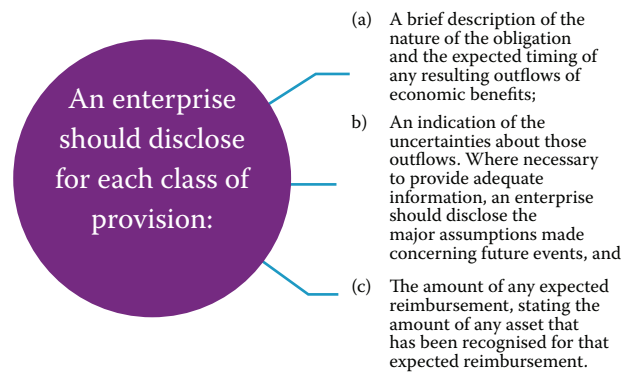 An enterprise
should disclose
for each class of
provision:
(a) A brief description of the
nature of the obligation
and the expected timing of
any resulting outflows of
economic benefits;
b) An indication of the
uncertainties about those
outflows. Where necessary
to provide adequate
information, an enterprise
should disclose the
major assumptions made
concerning future events, and
(c) The amount of any expected
reimbursement, stating the
amount of any asset that
has been recognised for that
expected reimbursement.